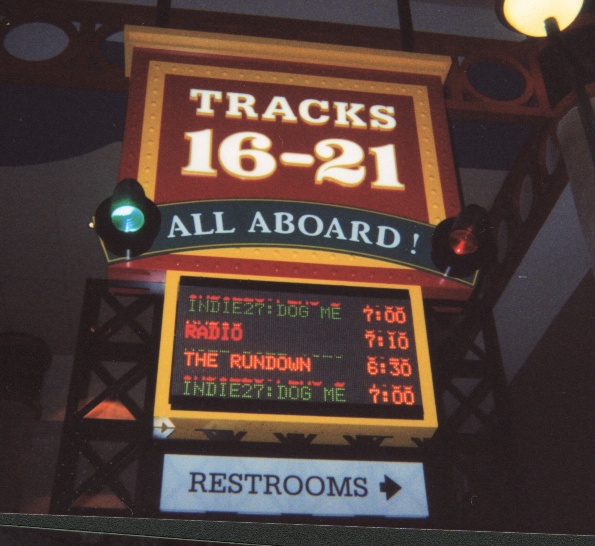 TRACKS
16-21
ALL ABOARD!
INDIE27:DOG ME 7:00
RADIO 7:10
THE RUNDOWN 6:30
INDIE27:DOG ME 7:00
RESTROOMS